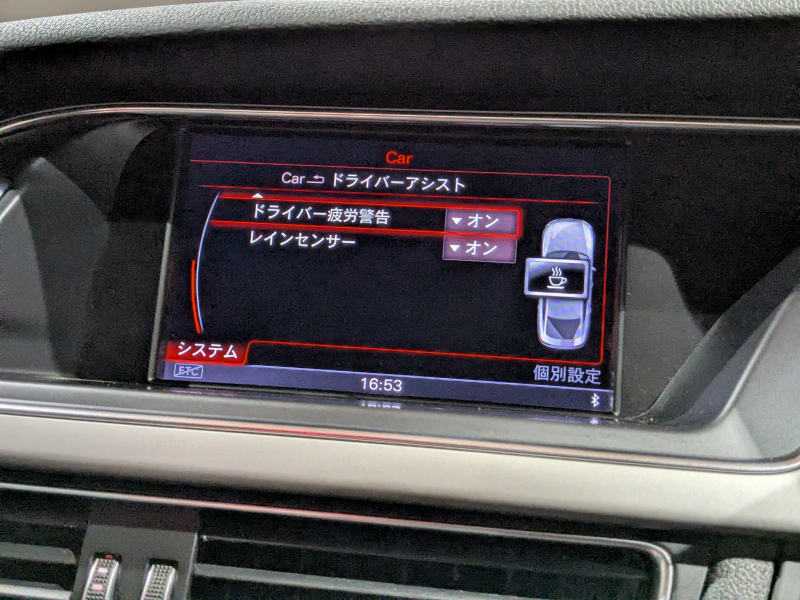 Car
Car ドライバーアシスト
ドライバー疲労警告 オン
レインセンサー オン
システム
個別設定
ETC
16:53